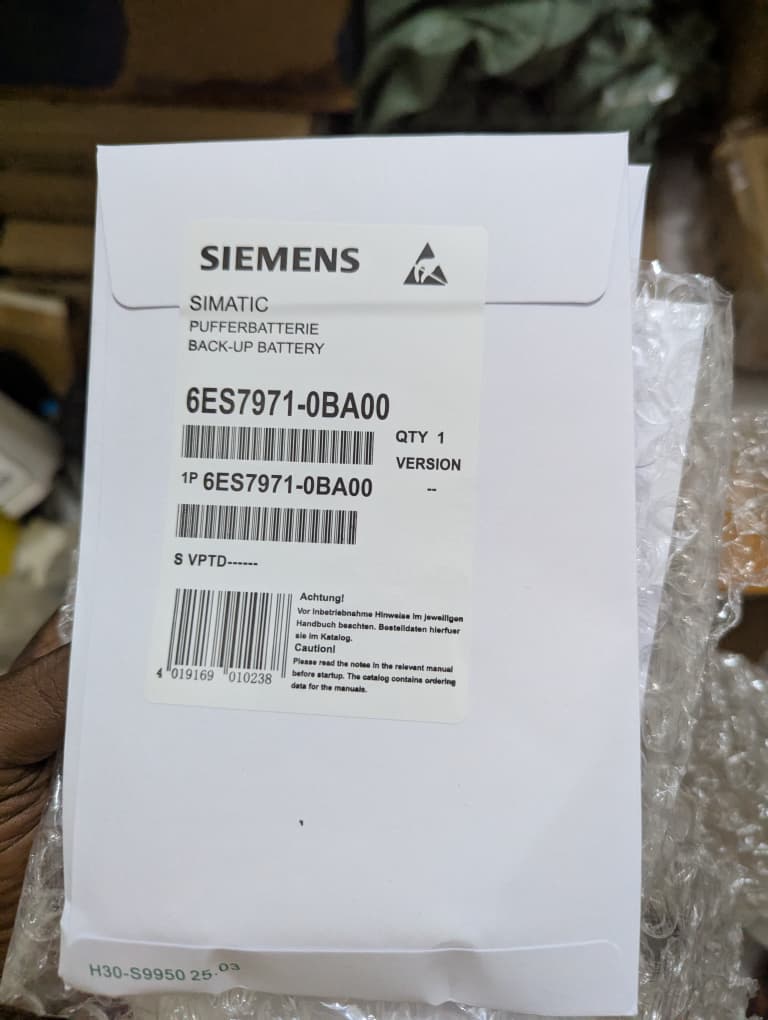 SIEMENS
SIMATIC
PUFFERBATTERIE
BACK-UP BATTERY
6ES7971-0BA00
QTY 1
VERSION
1P 6ES7971-0BA00
--
S VPTD------
Achtung!
Vor Inbetriebnahme Hinweise im jeweiligen
Handbuch beachten. Bestelldaten hierfuer
sie im Katalog.
Caution!
Please read the notes in the relevant manual
before startup. The catalog contains ordering
data for the manuals.
4 019169 010238
H30-S9950 25.03